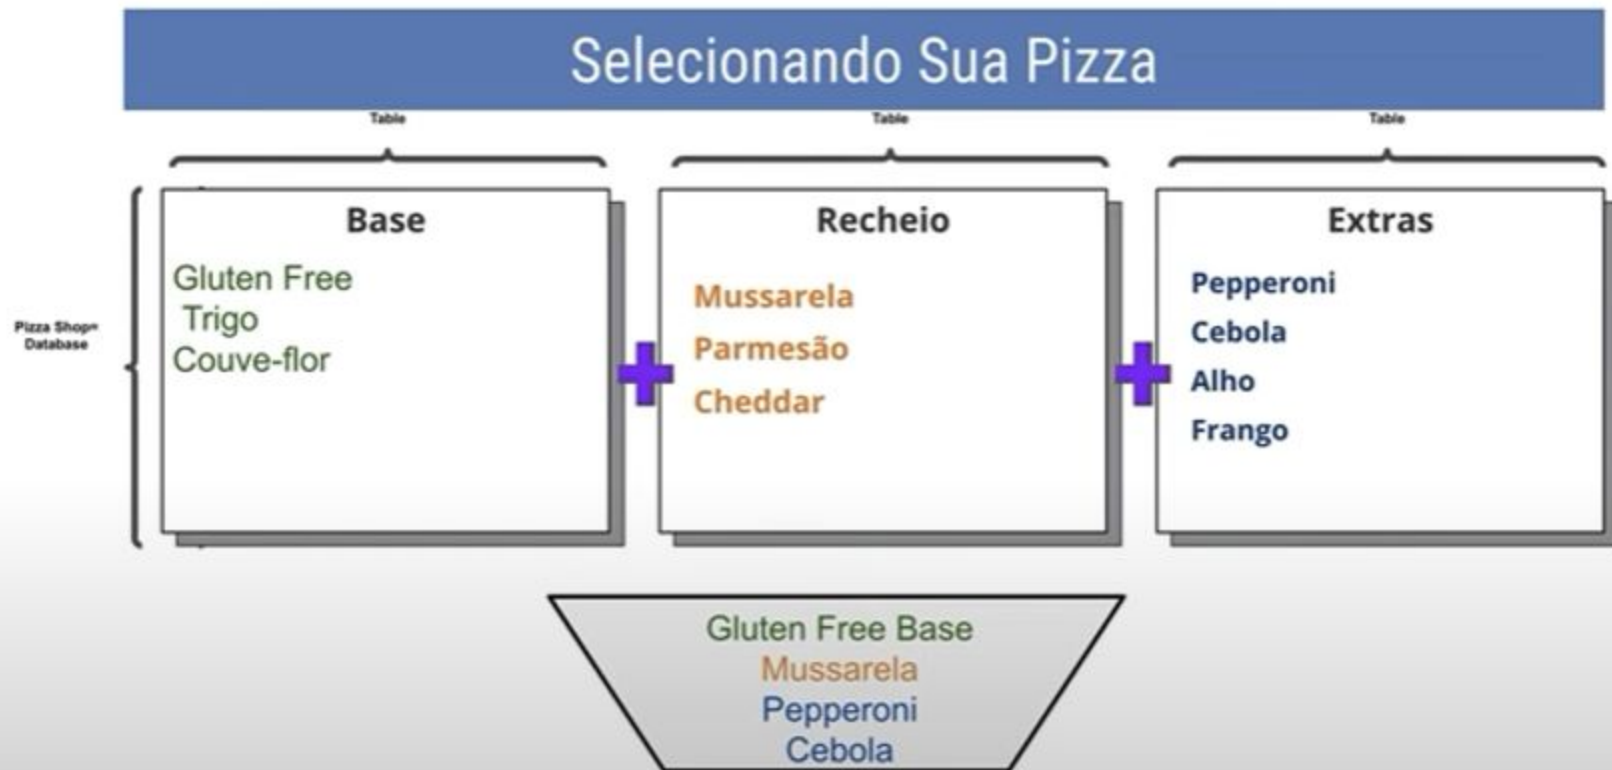 Selecionando Sua Pizza
Table
Table
Table
Pizza Shop=
Database
Base
Gluten Free
Trigo
Couve-flor
Recheio
Mussarela
Parmesão
Cheddar
Extras
Pepperoni
Cebola
Alho
Frango
Gluten Free Base
Mussarela
Pepperoni
Cebola